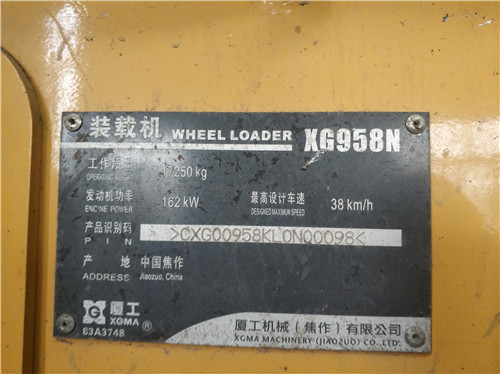 装载机 WHEEL LOADER XG958N
工作质量 17250 kg
OPERATING WEIGHT
发动机功率 162 kW 最高设计车速 38 km/h
ENGINE POWER DESIGNED MAXIMUM SPEED
产品识别码
PIN >CXG00958KL0N00098<
产 地 中国焦作
ADDRESS Jiaozuo, China
厦工
XGMA ®
83A3748
厦工机械（焦作）有限公司
XGMA MACHINERY (JIAOZUO) CO., LTD.